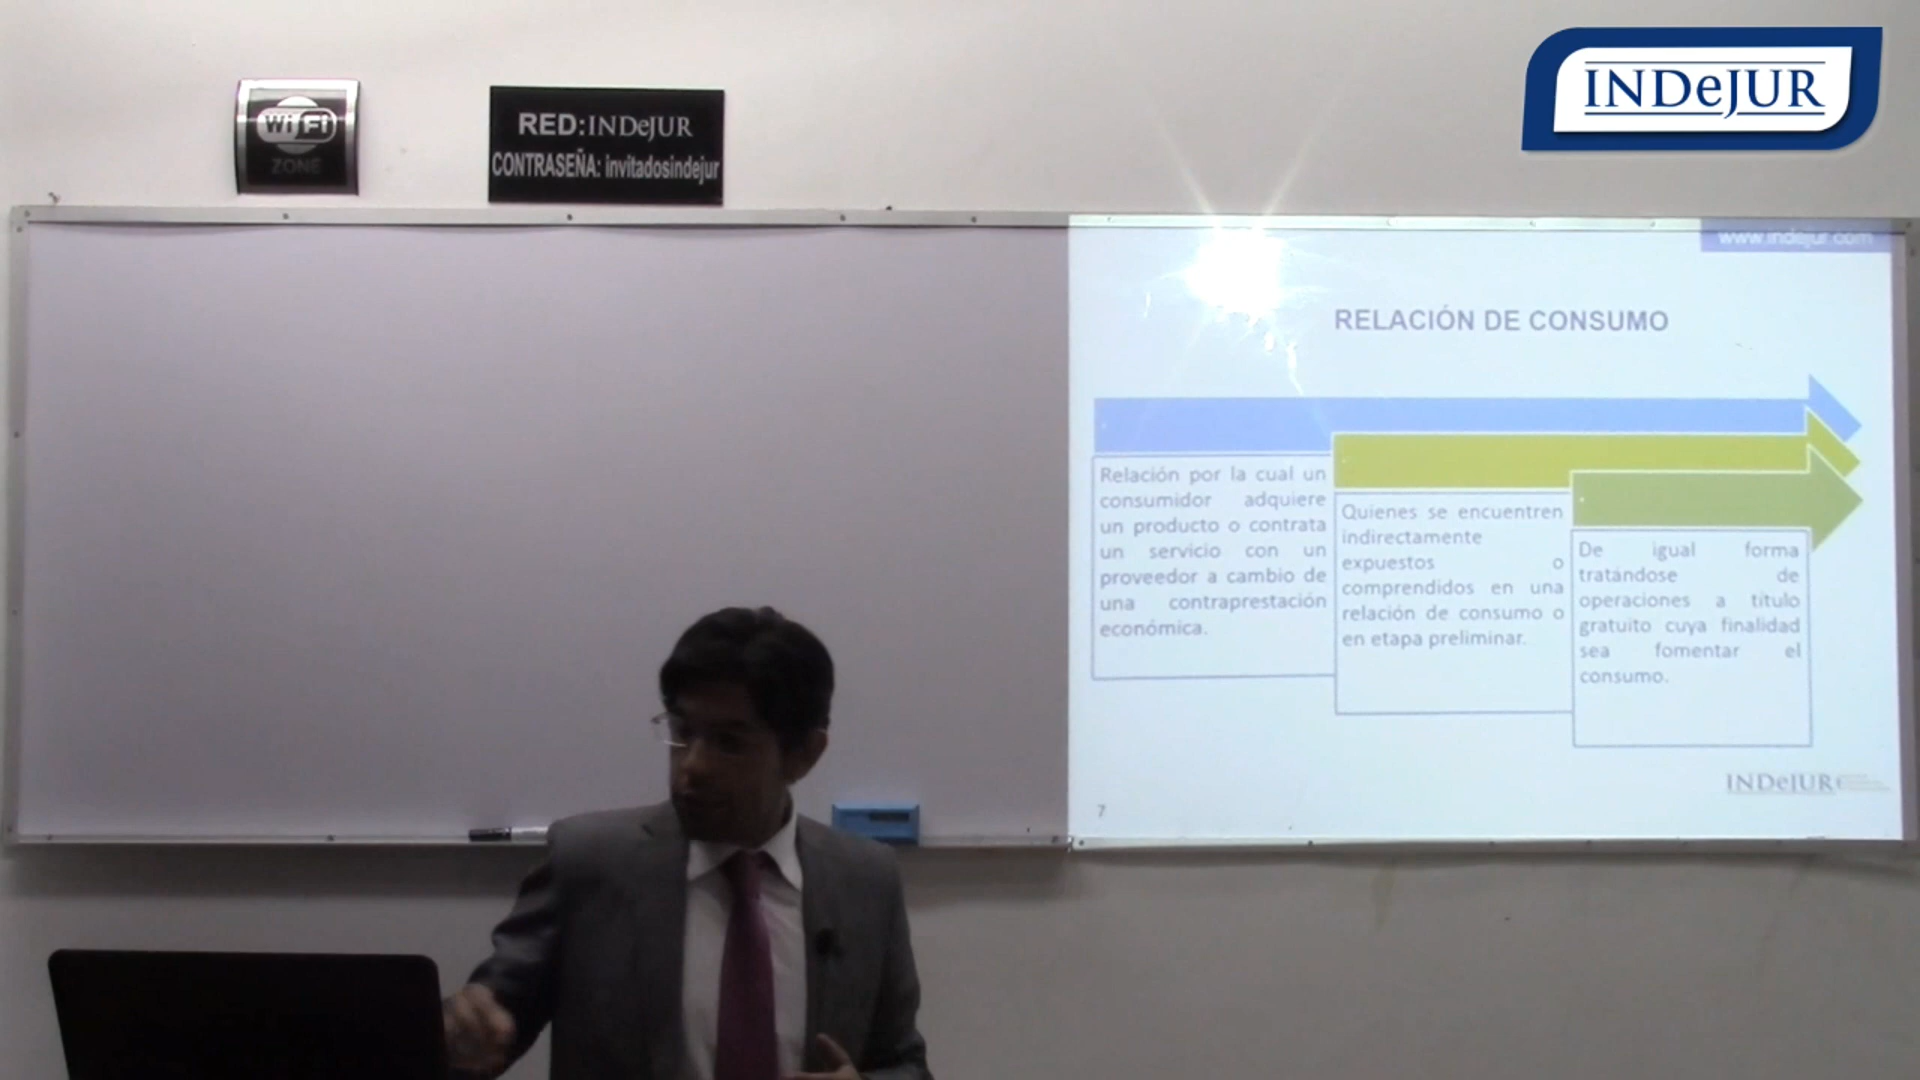 INDeJUR
Wi Fi
ZONE
RED:INDeJUR
CONTRASEÑA: invitadosindejur
www.indejur.com
RELACIÓN DE CONSUMO
Relación por la cual un
consumidor adquiere
un producto o contrata
un servicio con un
proveedor a cambio de
una contraprestación
económica.
Quienes se encuentren
indirectamente
expuestos o
comprendidos en una
relación de consumo o
en etapa preliminar.
De igual forma
tratándose de
operaciones a título
gratuito cuya finalidad
sea fomentar el
consumo.
INDeJUR
7